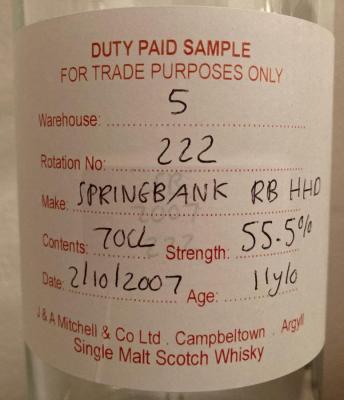 DUTY PAID SAMPLE
FOR TRADE PURPOSES ONLY
Warehouse: 5
Rotation No: 222
Make: SPRINGBANK RB HHD
Contents: 70CL Strength: 55.5%
Date: 2/10/2007 Age: 11y/o
J & A Mitchell & Co Ltd . Campbeltown . Argyll
Single Malt Scotch Whisky